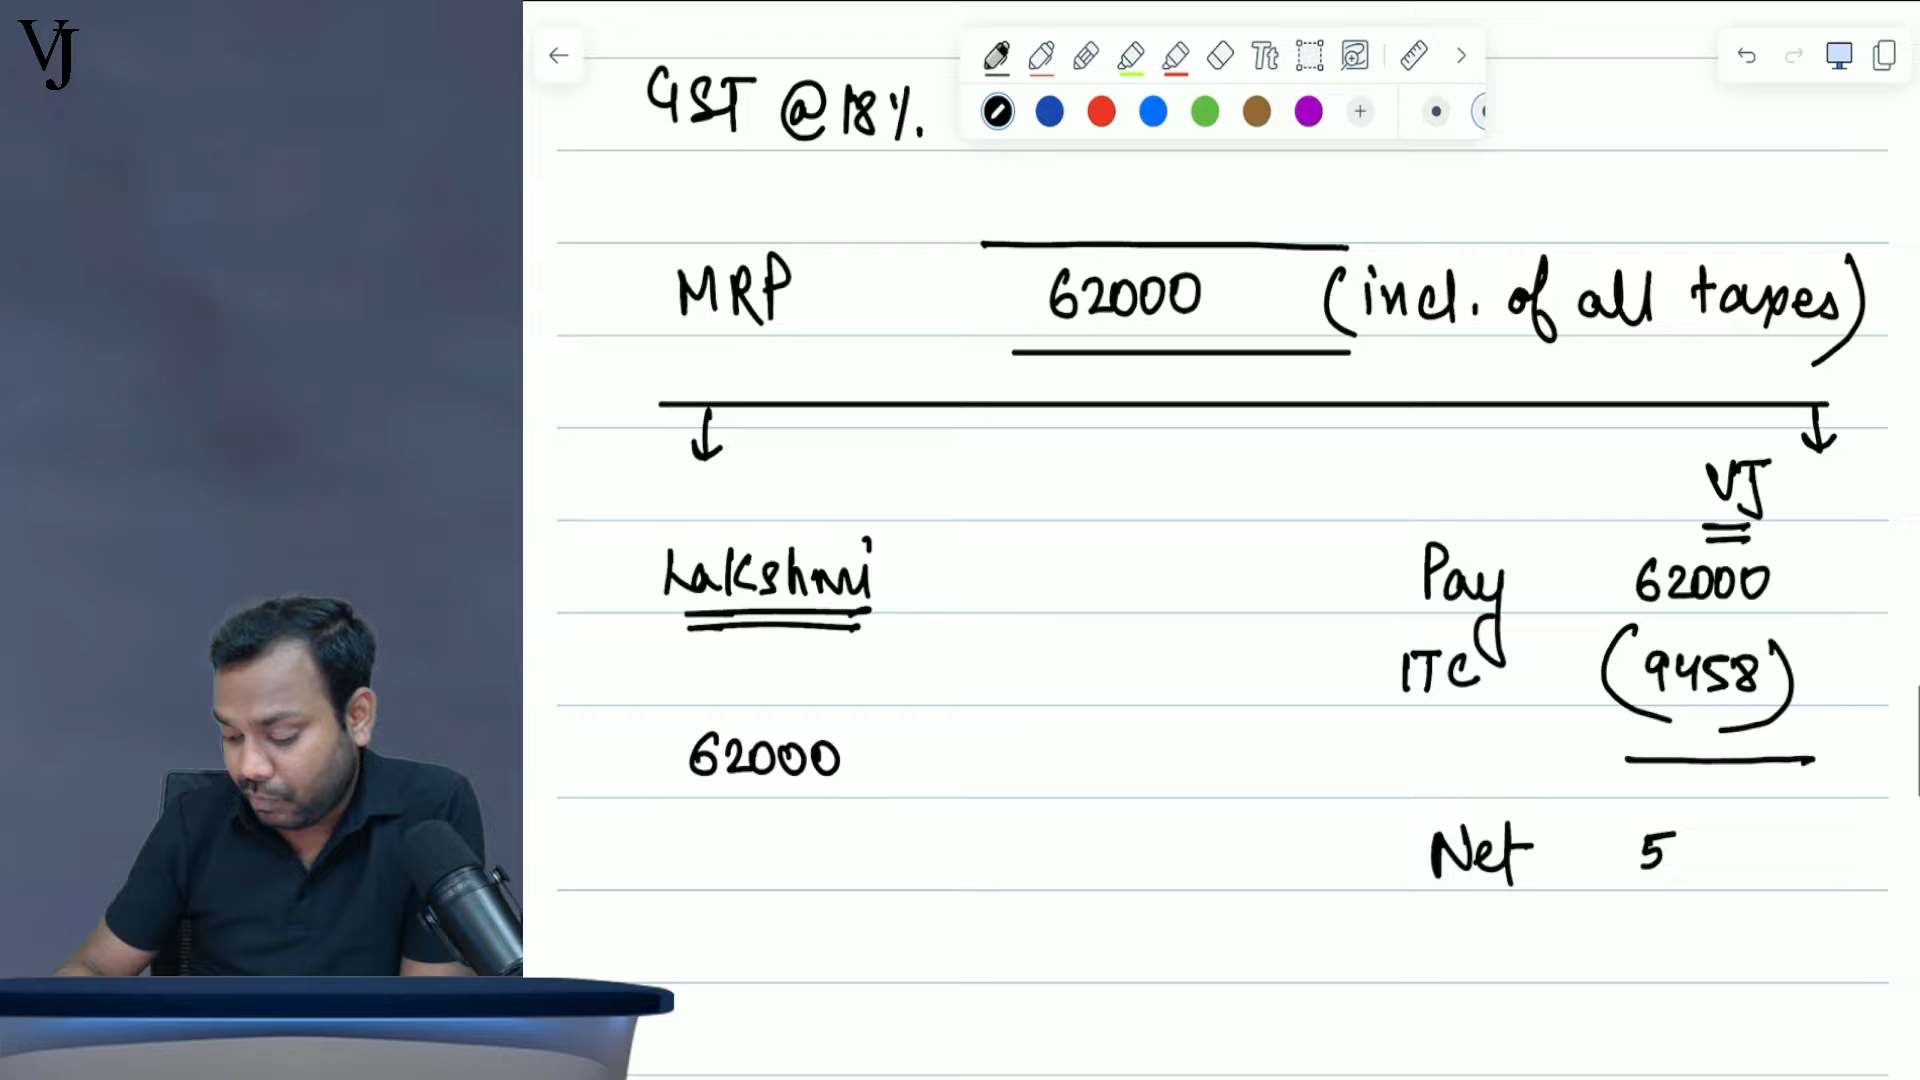 VJ
GST @ 18%.
MRP 62000 (incl. of all taxes)
VJ
Lakshmi
Pay 62000
ITC (9458)
62000
Net 5